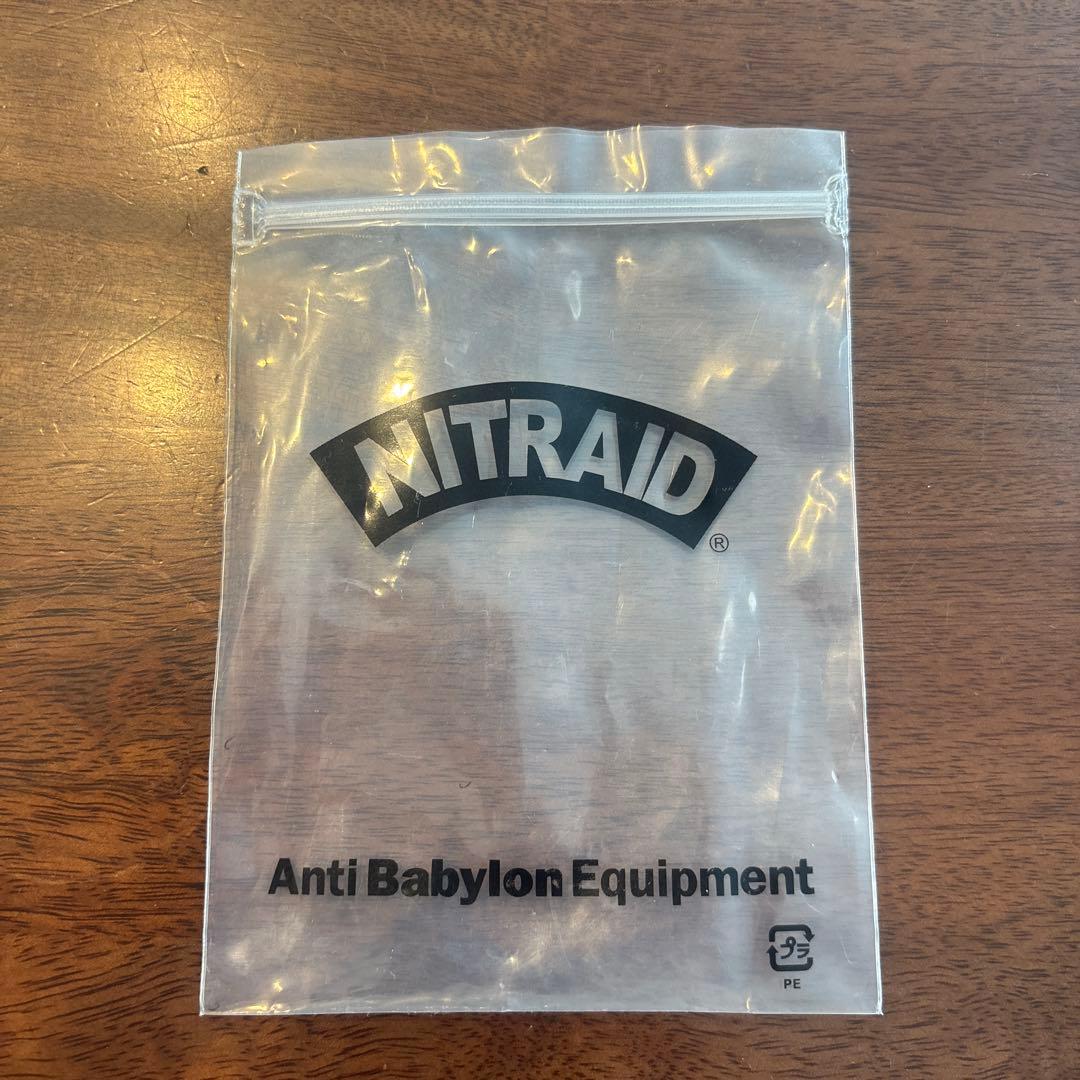 NITRAID
®
Anti Babylon Equipment
プラ
PE